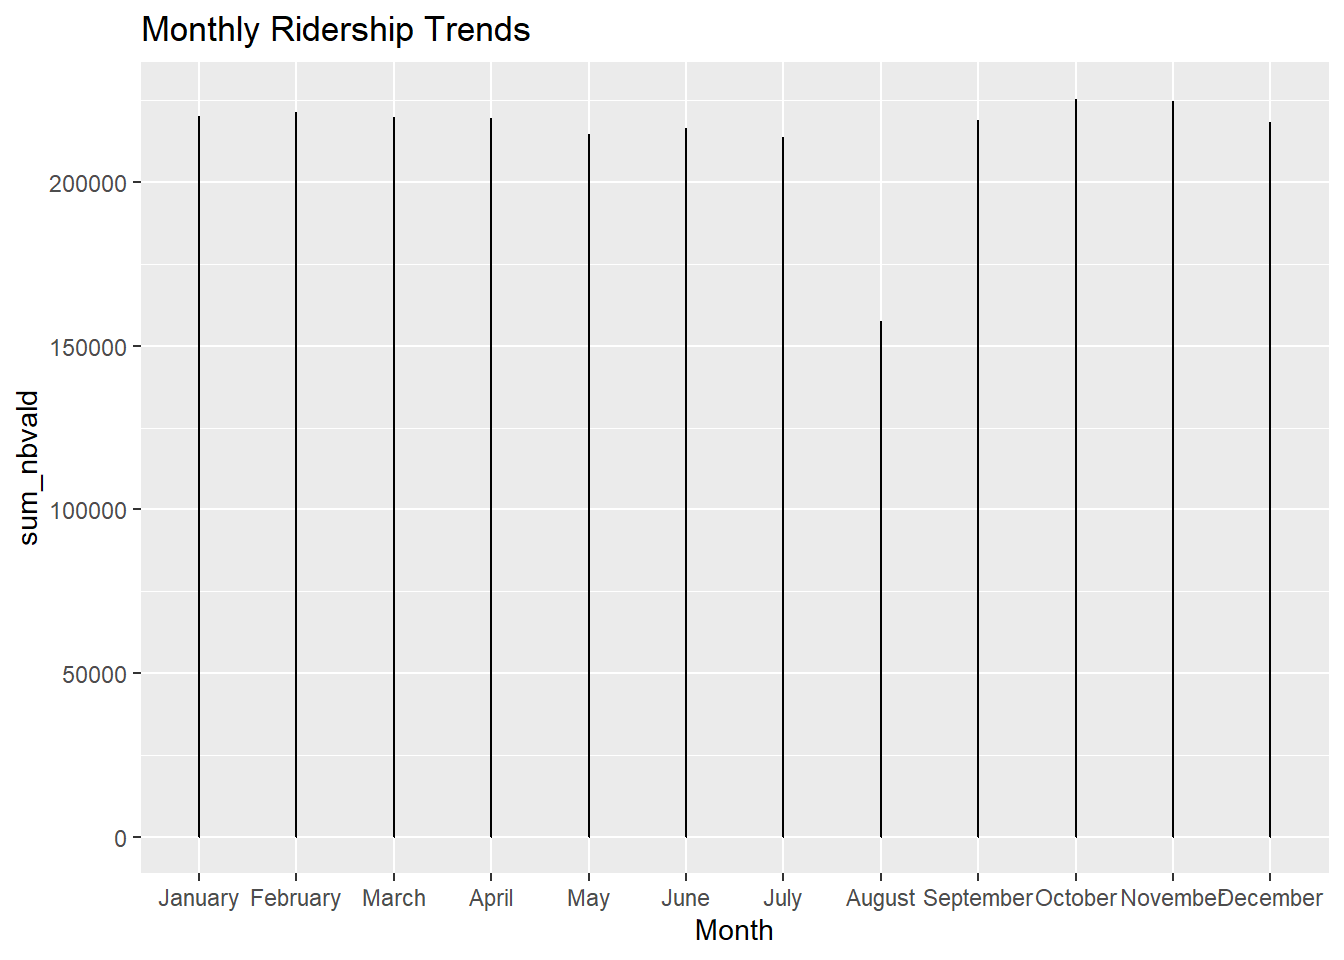 Monthly Ridership Trends
sum_nbvald
200000
150000
100000
50000
0
January February March April May June July August September October November December
Month